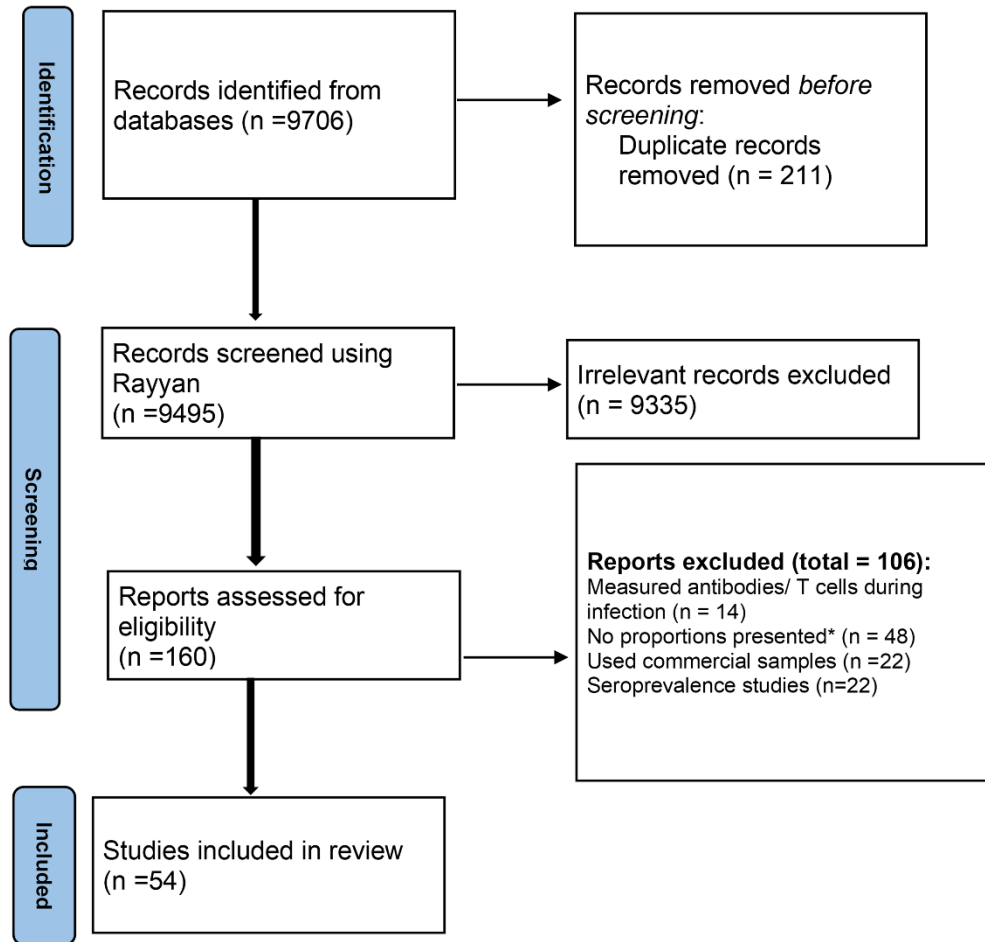 Identification
Records identified from
databases (n =9706)
Records removed before
screening:
Duplicate records
removed (n = 211)
Screening
Records screened using
Rayyan
(n =9495)
Irrelevant records excluded
(n = 9335)
Reports assessed for
eligibility
(n =160)
Reports excluded (total = 106):
Measured antibodies/ T cells during
infection (n = 14)
No proportions presented* (n = 48)
Used commercial samples (n =22)
Seroprevalence studies (n=22)
Included
Studies included in review
(n =54)